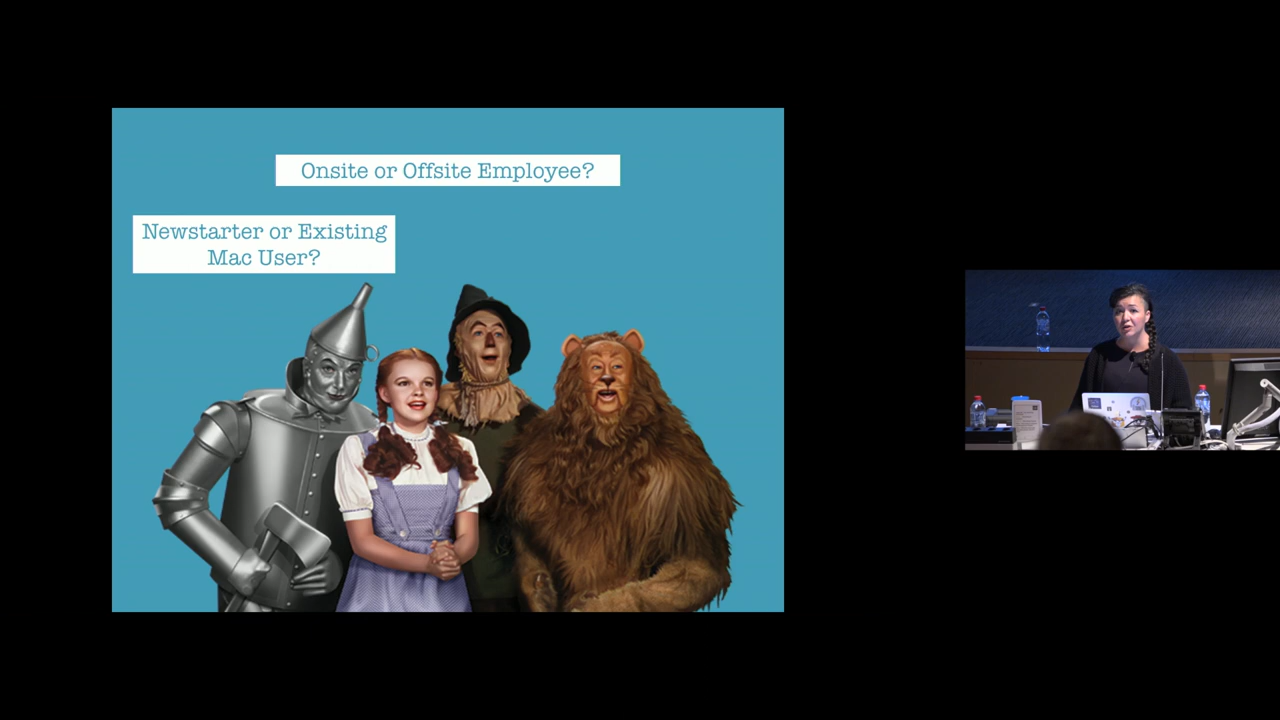 Onsite or Offsite Employee?
Newstarter or Existing
Mac User?